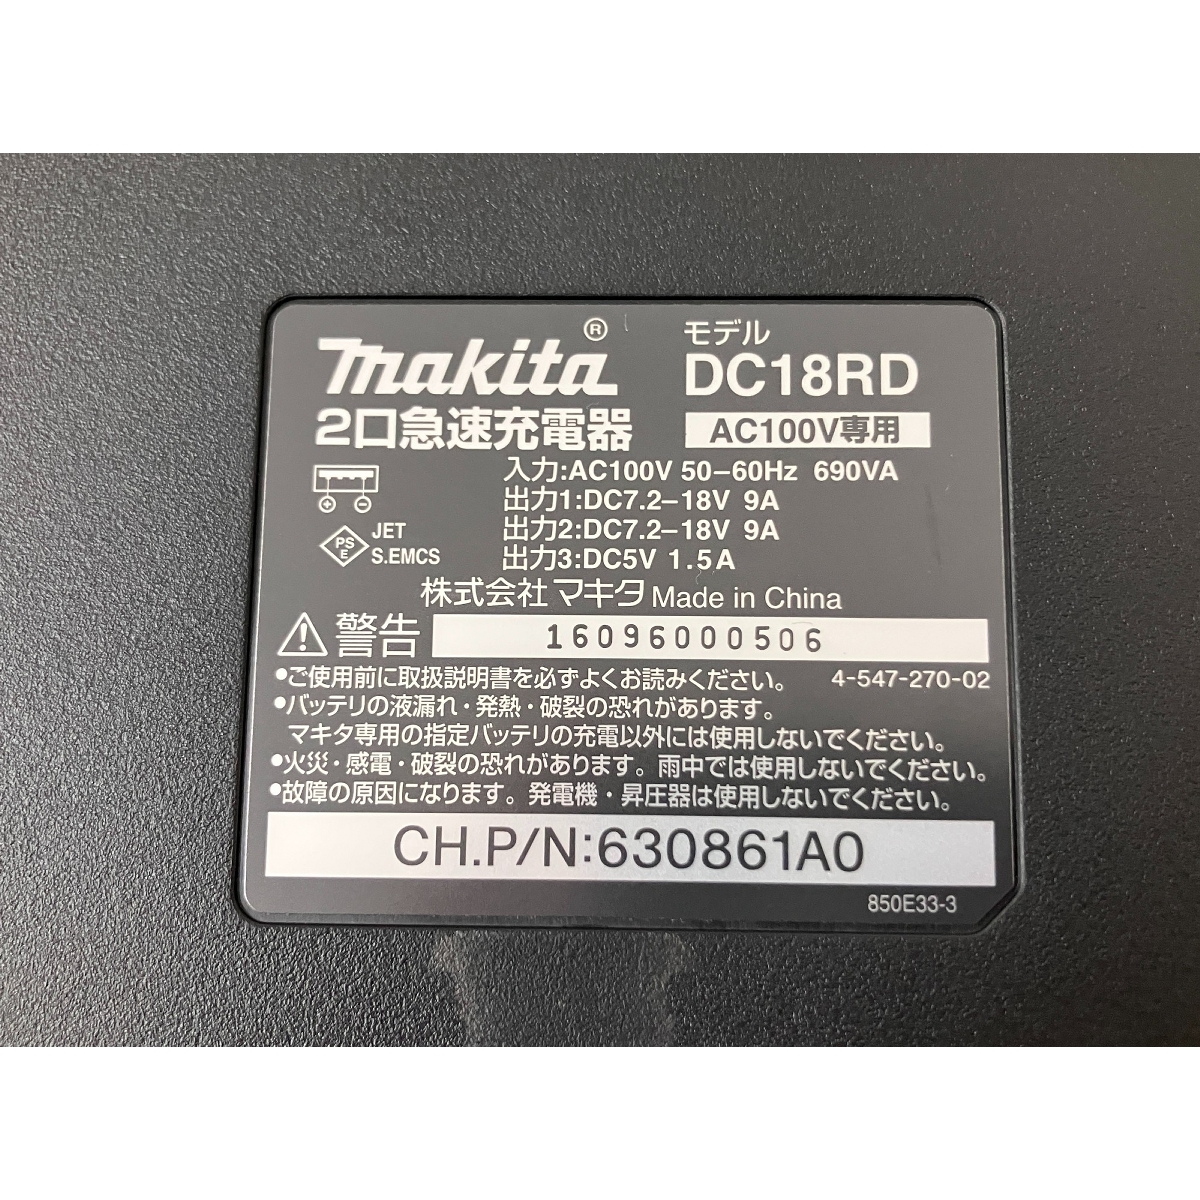 makita®
モデル
DC18RD
2口急速充電器
AC100V専用
入力:AC100V 50-60Hz 690VA
出力1:DC7.2-18V 9A
出力2:DC7.2-18V 9A
出力3:DC5V 1.5A
PS
E
JET
S.EMCS
株式会社 マキタ Made in China
警告
16096000506
•ご使用前に取扱説明書を必ずよくお読みください。 4-547-270-02
•バッテリの液漏れ・発熱・破裂の恐れがあります。
マキタ専用の指定バッテリの充電以外には使用しないでください。
•火災・感電・破裂の恐れがあります。雨中では使用しないでください。
•故障の原因になります。発電機・昇圧器は使用しないでください。
CH.P/N:630861A0
850E33-3